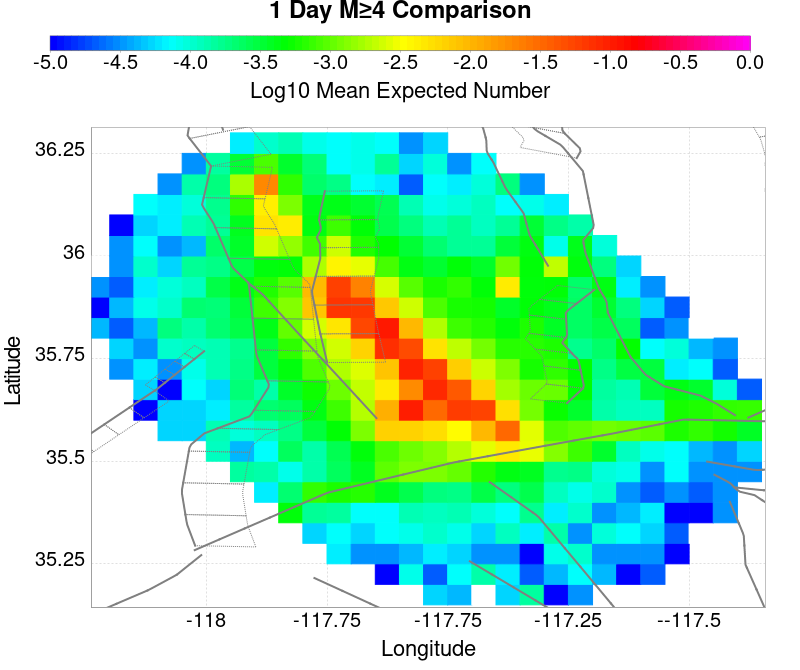 1 Day M≥4 Comparison
-5.0 -4.5 -4.0 -3.5 -3.0 -2.5 -2.0 -1.5 -1.0 -0.5 0.0
Log10 Mean Expected Number
36.25
36
35.75
35.5
35.25
Latitude
-118 -117.75 -117.75 -117.25 --117.5
Longitude